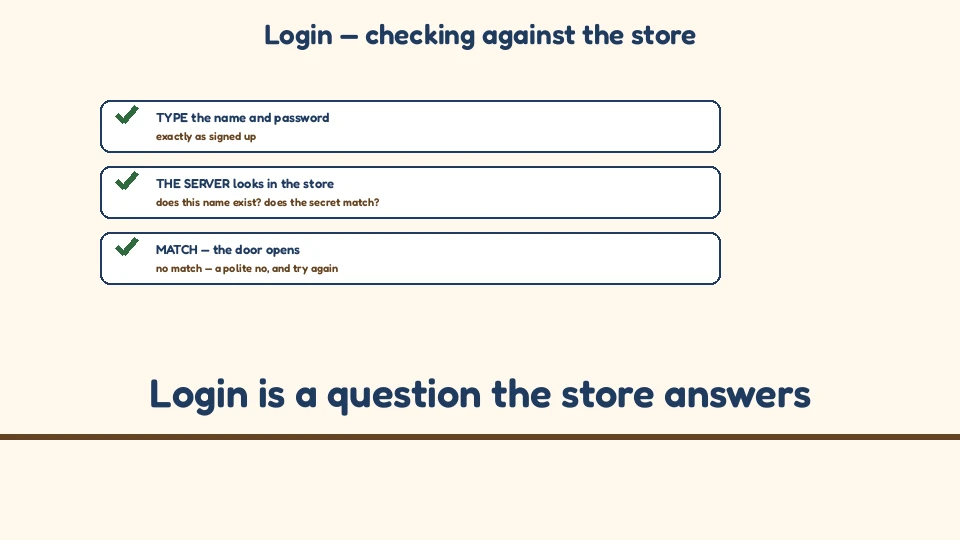 Login — checking against the store
TYPE the name and password
exactly as signed up
THE SERVER looks in the store
does this name exist? does the secret match?
MATCH — the door opens
no match — a polite no, and try again
Login is a question the store answers